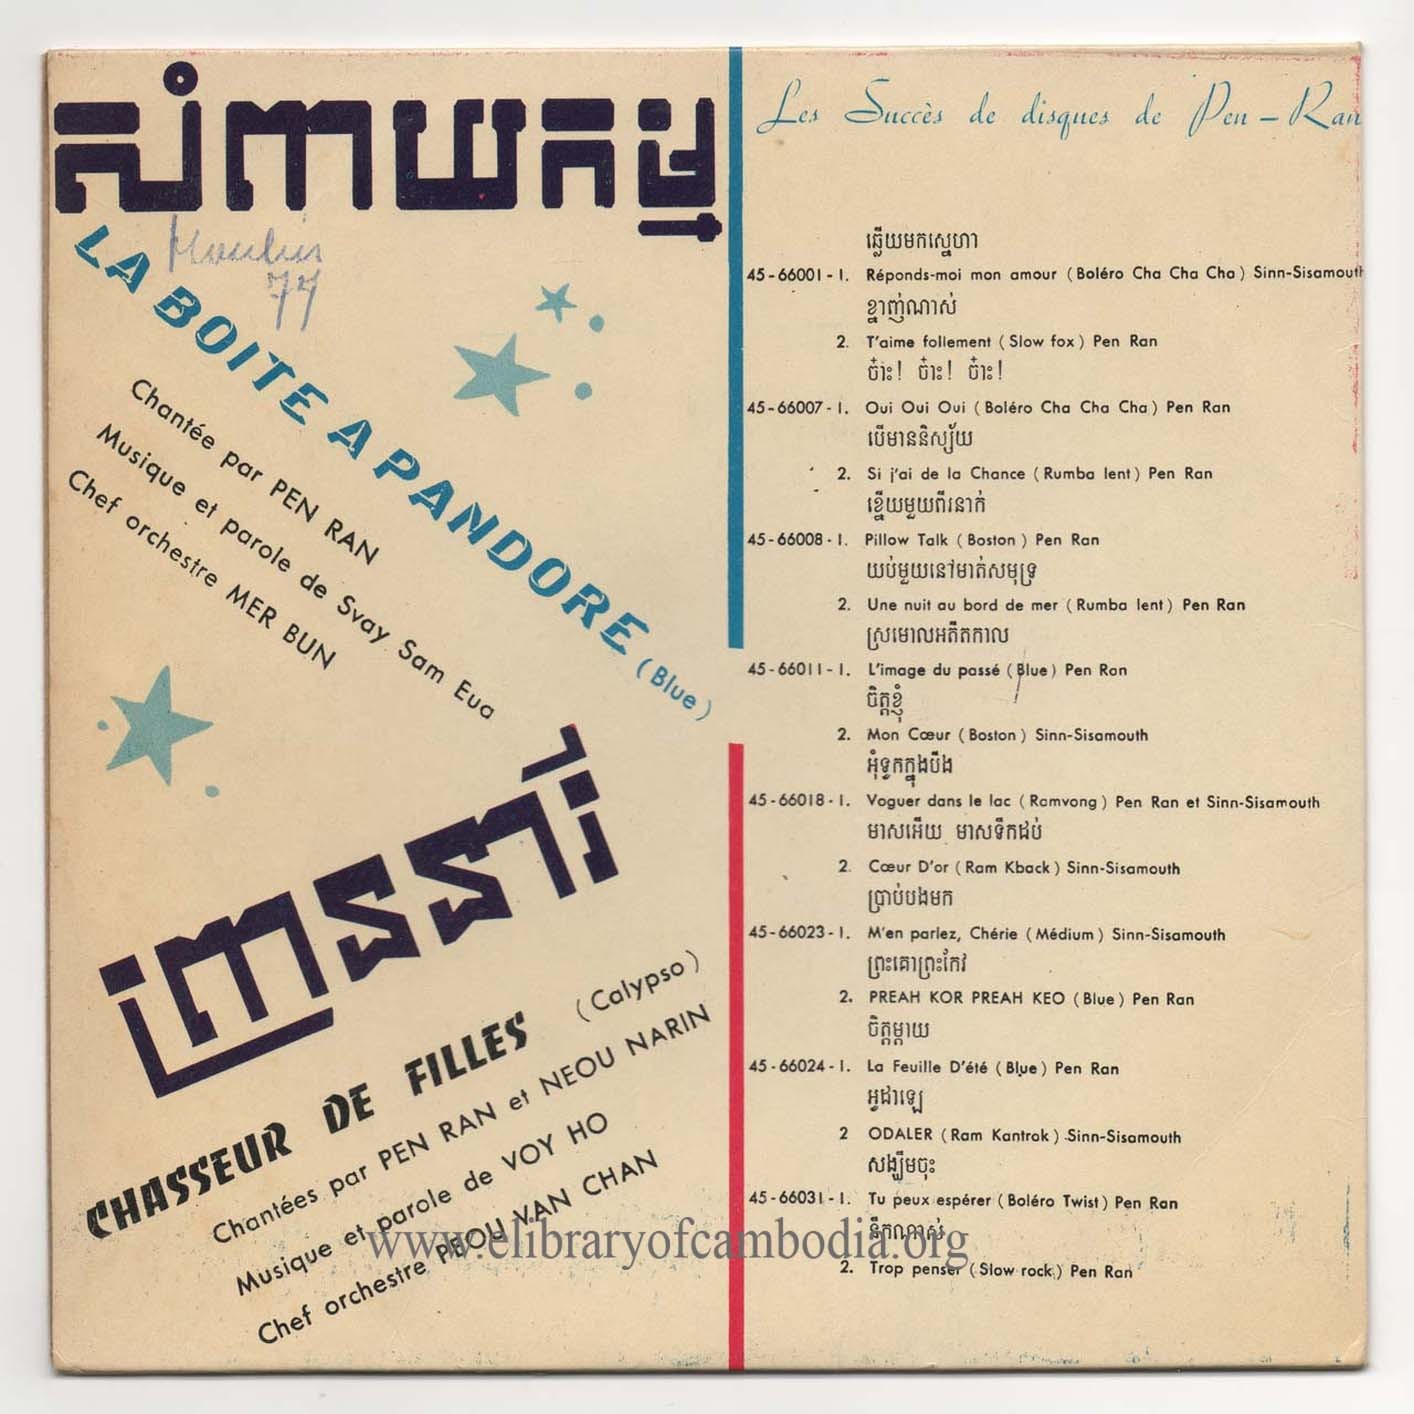 LA BOITE A PANDORE (Blue)
Chantée par PEN RAN
Musique et parole de Svay Sam Eua
Chef orchestre MER BUN
77
CHASSEUR DE FILLES (Calypso)
Chantées par PEN RAN et NEOU NARIN
Musique et parole de VOY HO
Chef orchestre PEOU VAN CHAN
Les Succès de disques de Pen - Ran
ឆ្លើយមកស្នេហា
45-66001-1. Réponds-moi mon amour (Boléro Cha Cha Cha) Sinn-Sisamouth
ខ្នាញ់ណាស់
2. T'aime follement (Slow fox) Pen Ran
ច៎ាះ! ច៎ាះ! ច៎ាះ!
45-66007-1. Oui Oui Oui (Boléro Cha Cha Cha) Pen Ran
បើមាននិស្ស័យ
2. Si j'ai de la Chance (Rumba lent) Pen Ran
ខ្នើយមួយពីរនាក់
45-66008-1. Pillow Talk (Boston) Pen Ran
យប់មួយនៅមាត់សមុទ្រ
2. Une nuit au bord de mer (Rumba lent) Pen Ran
ស្រមោលអតីតកាល
45-66011-1. L'image du passé (Blue) Pen Ran
ចិត្តខ្ញុំ
2. Mon Cœur (Boston) Sinn-Sisamouth
អុំទូកក្នុងបឹង
45-66018-1. Voguer dans le lac (Ramvong) Pen Ran et Sinn-Sisamouth
មាសអើយ មាសទឹកដប់
2. Cœur D'or (Ram Kback) Sinn-Sisamouth
ប្រាប់បងមក
45-66023-1. M'en parlez, Chérie (Médium) Sinn-Sisamouth
ព្រះគោព្រះកែវ
2. PREAH KOR PREAH KEO (Blue) Pen Ran
ចិត្តម្តាយ
45-66024-1. La Feuille D'été (Blue) Pen Ran
អូដាឡេ
2 ODALER (Ram Kantrok) Sinn-Sisamouth
សង្ឃឹមចុះ
45-66031-1. Tu peux espérer (Boléro Twist) Pen Ran
នឹកណាស់
2. Trop penser (Slow rock) Pen Ran
www.elibraryofcambodia.org